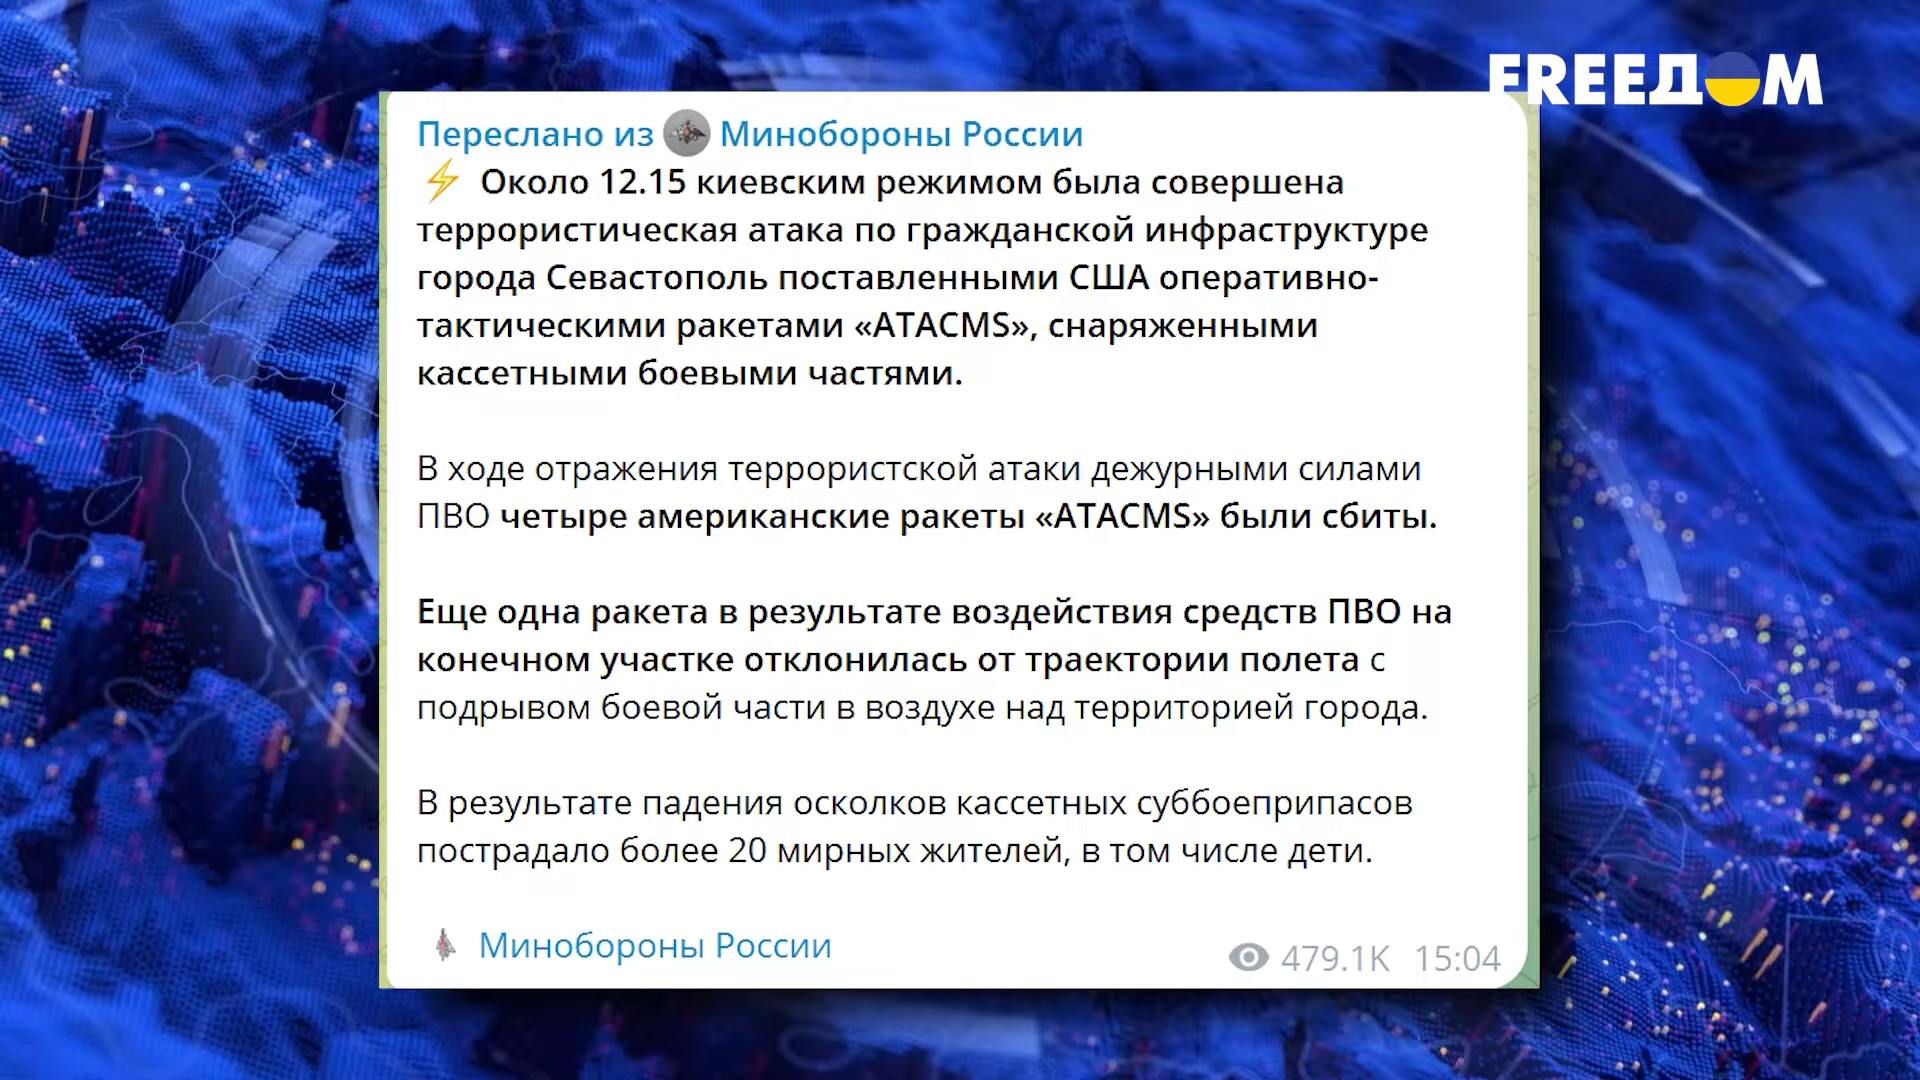 FREEДOM
Переслано из Минобороны России
⚡ Около 12.15 киевским режимом была совершена
террористическая атака по гражданской инфраструктуре
города Севастополь поставленными США оперативно-
тактическими ракетами «ATACMS», снаряженными
кассетными боевыми частями.
В ходе отражения террористской атаки дежурными силами
ПВО четыре американские ракеты «ATACMS» были сбиты.
Еще одна ракета в результате воздействия средств ПВО на
конечном участке отклонилась от траектории полета с
подрывом боевой части в воздухе над территорией города.
В результате падения осколков кассетных суббоеприпасов
пострадало более 20 мирных жителей, в том числе дети.
Минобороны России
479.1K 15:04